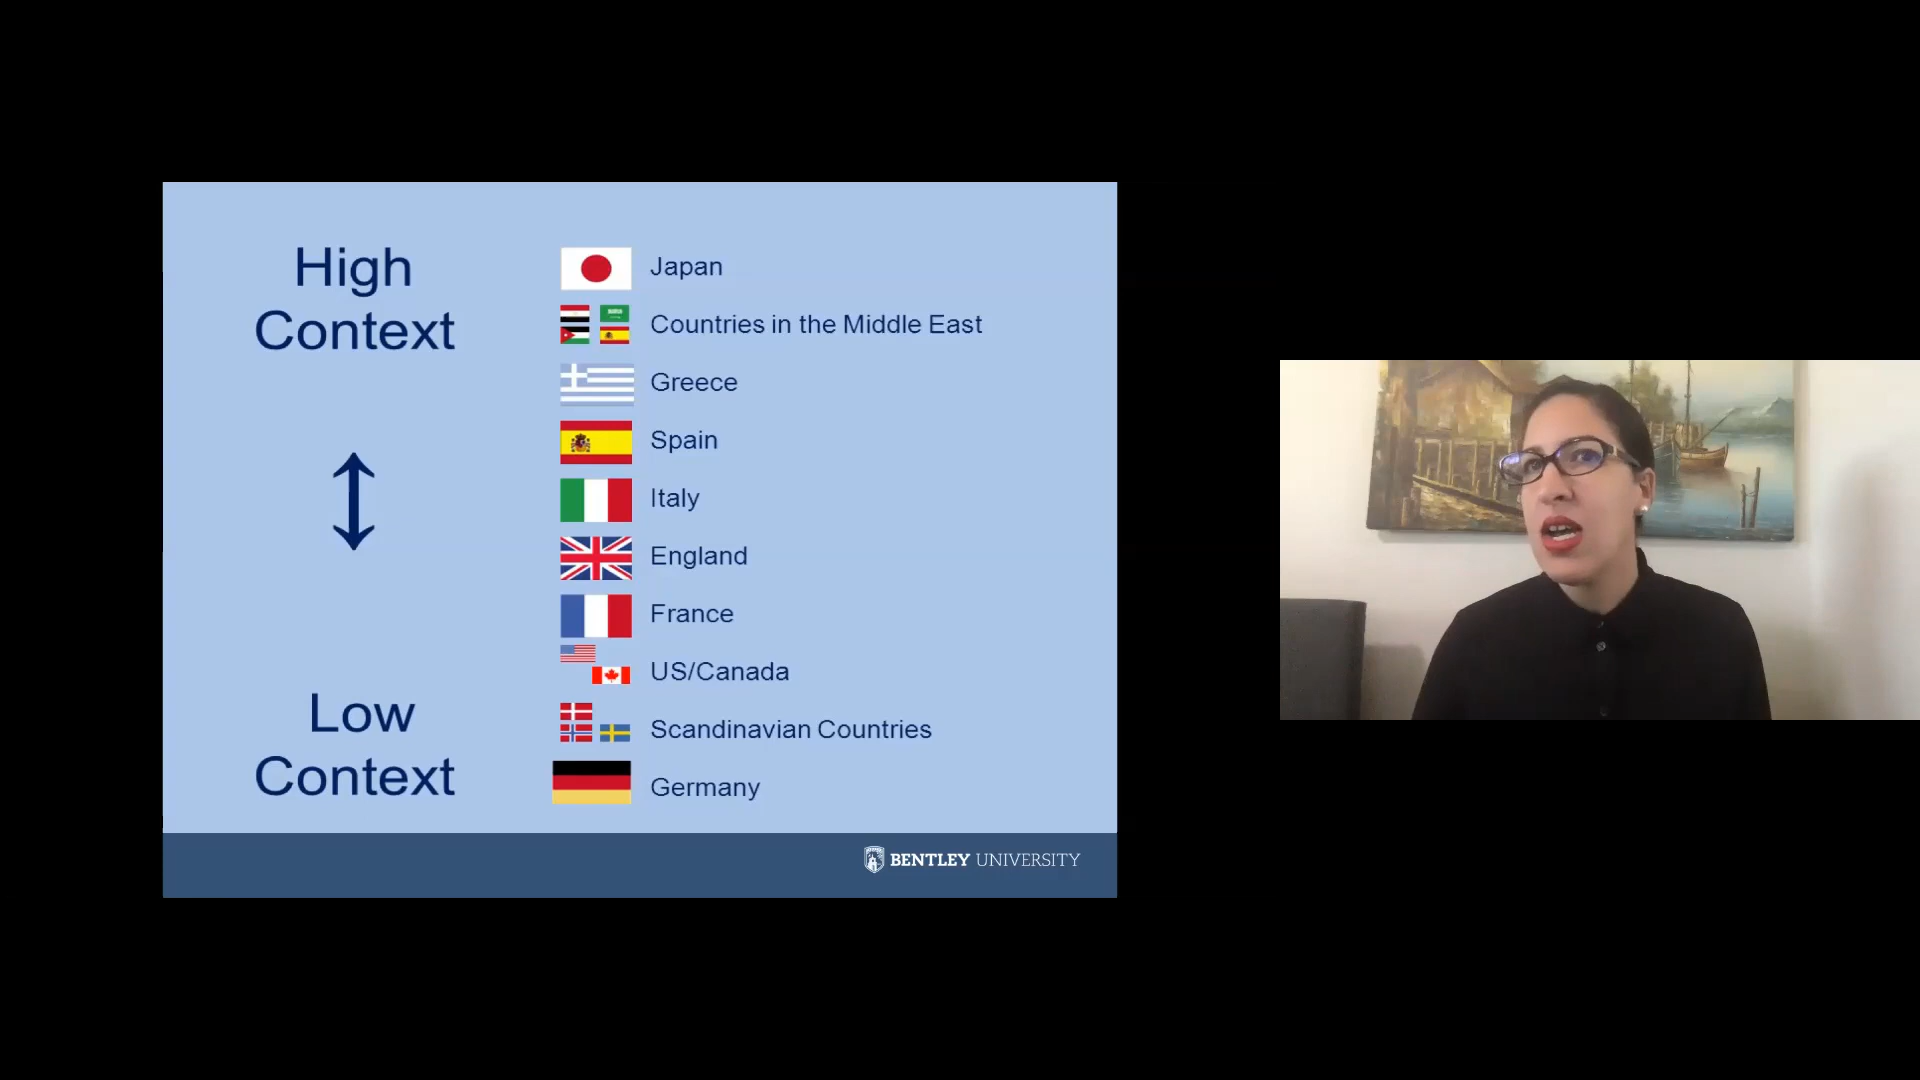 High
Context
Low
Context
Japan
Countries in the Middle East
Greece
Spain
Italy
England
France
US/Canada
Scandinavian Countries
Germany
BENTLEY UNIVERSITY